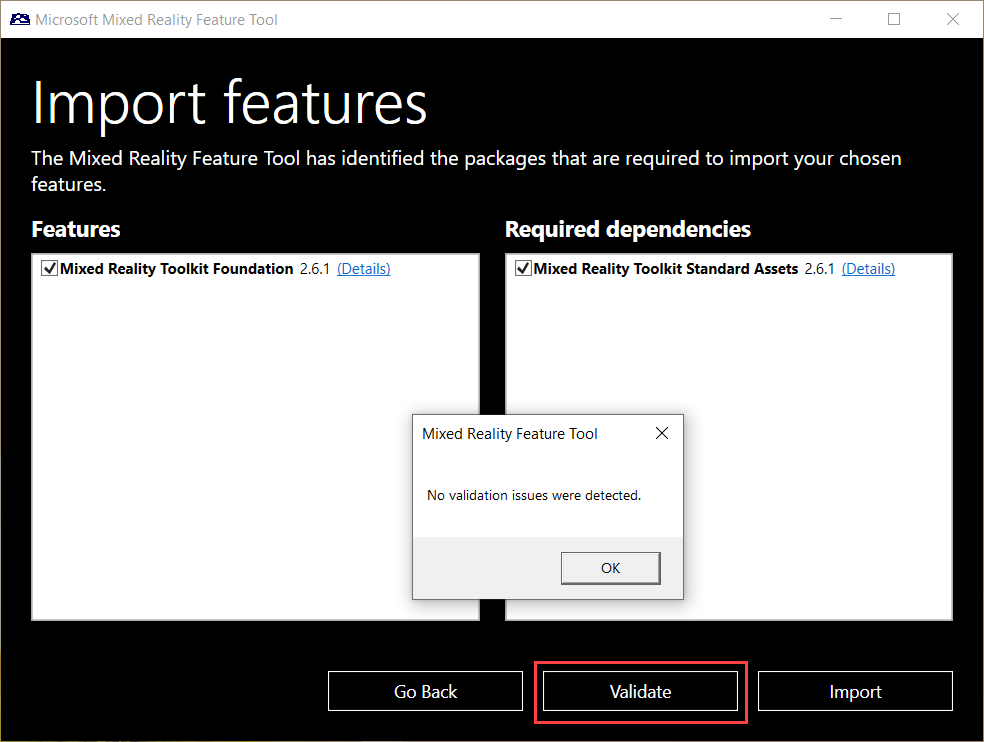 Microsoft Mixed Reality Feature Tool
Import features
The Mixed Reality Feature Tool has identified the packages that are required to import your chosen
features.
Features
Mixed Reality Toolkit Foundation 2.6.1 (Details)
Required dependencies
Mixed Reality Toolkit Standard Assets 2.6.1 (Details)
Mixed Reality Feature Tool
No validation issues were detected.
OK
Go Back
Validate
Import